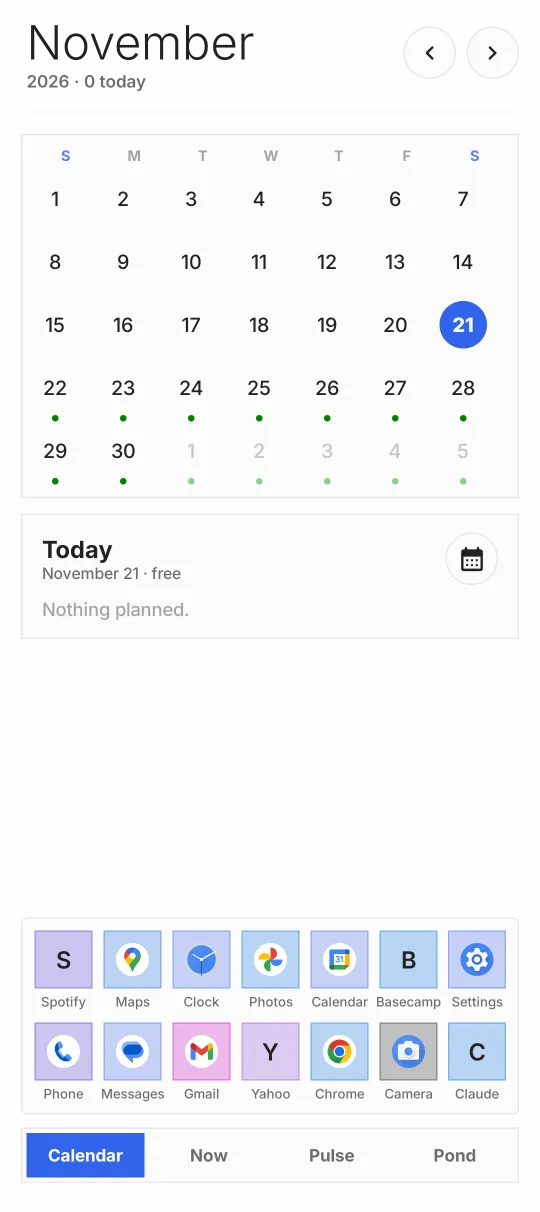 November
2026 · 0 today
S M T W T F S
1 2 3 4 5 6 7
8 9 10 11 12 13 14
15 16 17 18 19 20 21
22 23 24 25 26 27 28
29 30 1 2 3 4 5
Today
November 21 · free
Nothing planned.
S 31 B
Spotify Maps Clock Photos Calendar Basecamp Settings
Y C
Phone Messages Gmail Yahoo Chrome Camera Claude
Calendar Now Pulse Pond